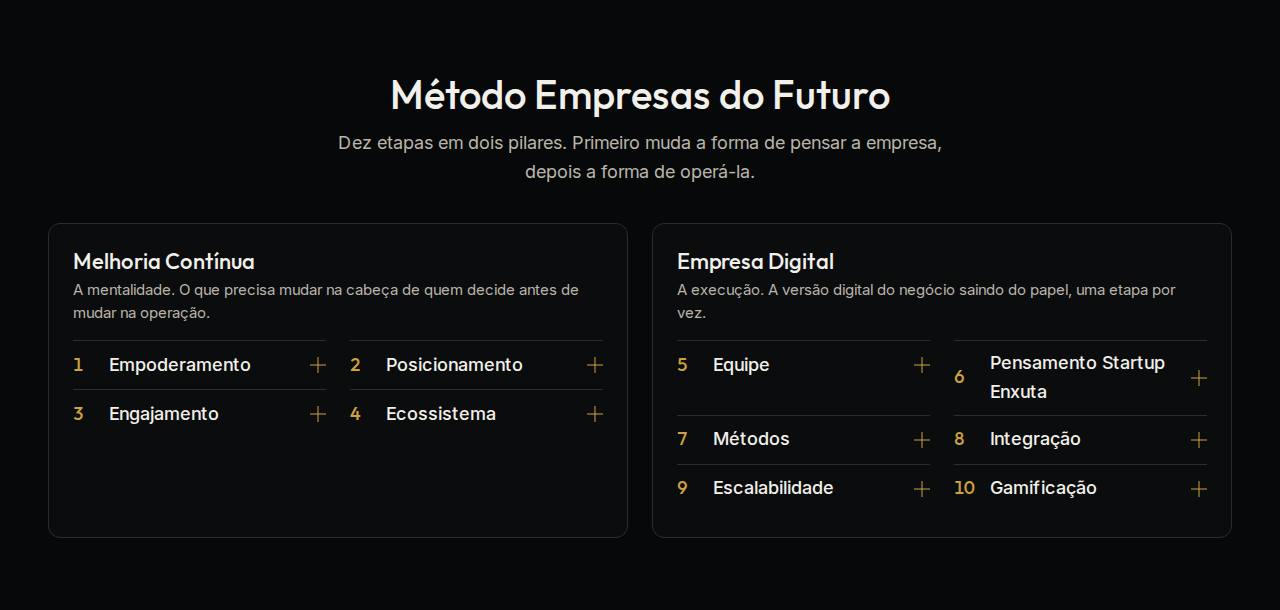 Método Empresas do Futuro
Dez etapas em dois pilares. Primeiro muda a forma de pensar a empresa,
depois a forma de operá-la.
Melhoria Contínua
A mentalidade. O que precisa mudar na cabeça de quem decide antes de
mudar na operação.
1 Empoderamento
2 Posicionamento
3 Engajamento
4 Ecossistema
Empresa Digital
A execução. A versão digital do negócio saindo do papel, uma etapa por
vez.
5 Equipe
6 Pensamento Startup
Enxuta
7 Métodos
8 Integração
9 Escalabilidade
10 Gamificação